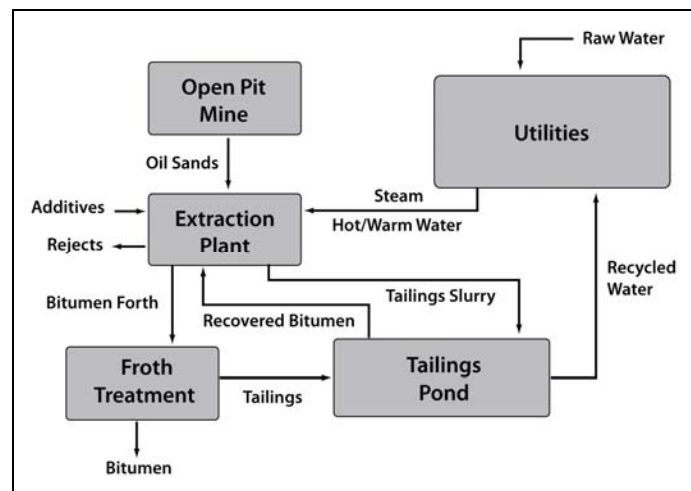 Raw Water
Open Pit
Mine
Utilities
Oil Sands
Steam
Additives
Extraction
Plant
Hot/Warm Water
Rejects
Recycled
Water
Bitumen Forth
Recovered Bitumen
Tailings Slurry
Froth
Treatment
Tailings
Tailings
Pond
Bitumen